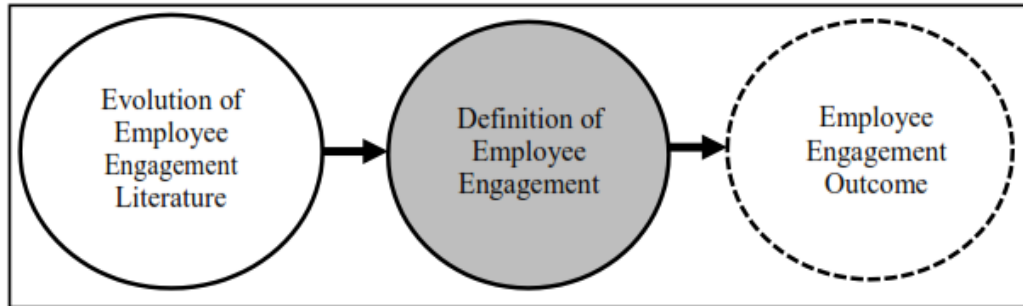 Evolution of
Employee
Engagement
Literature
Definition of
Employee
Engagement
Employee
Engagement
Outcome